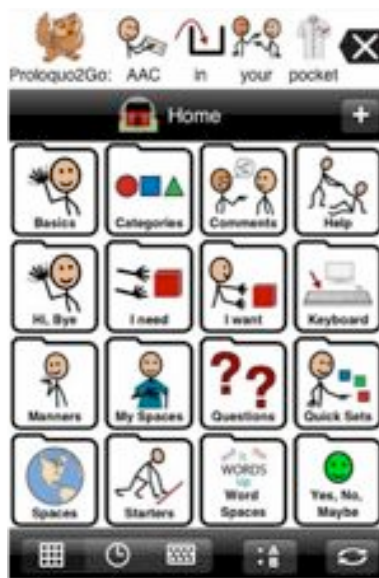 Proloquo2Go: AAC in your pocket
Home
Basics Categories Comments Help
Hi, Bye I need I want Keyboard
Manners My Spaces Questions Quick Sets
WORDS
Spaces Starters Word Spaces Yes, No, Maybe